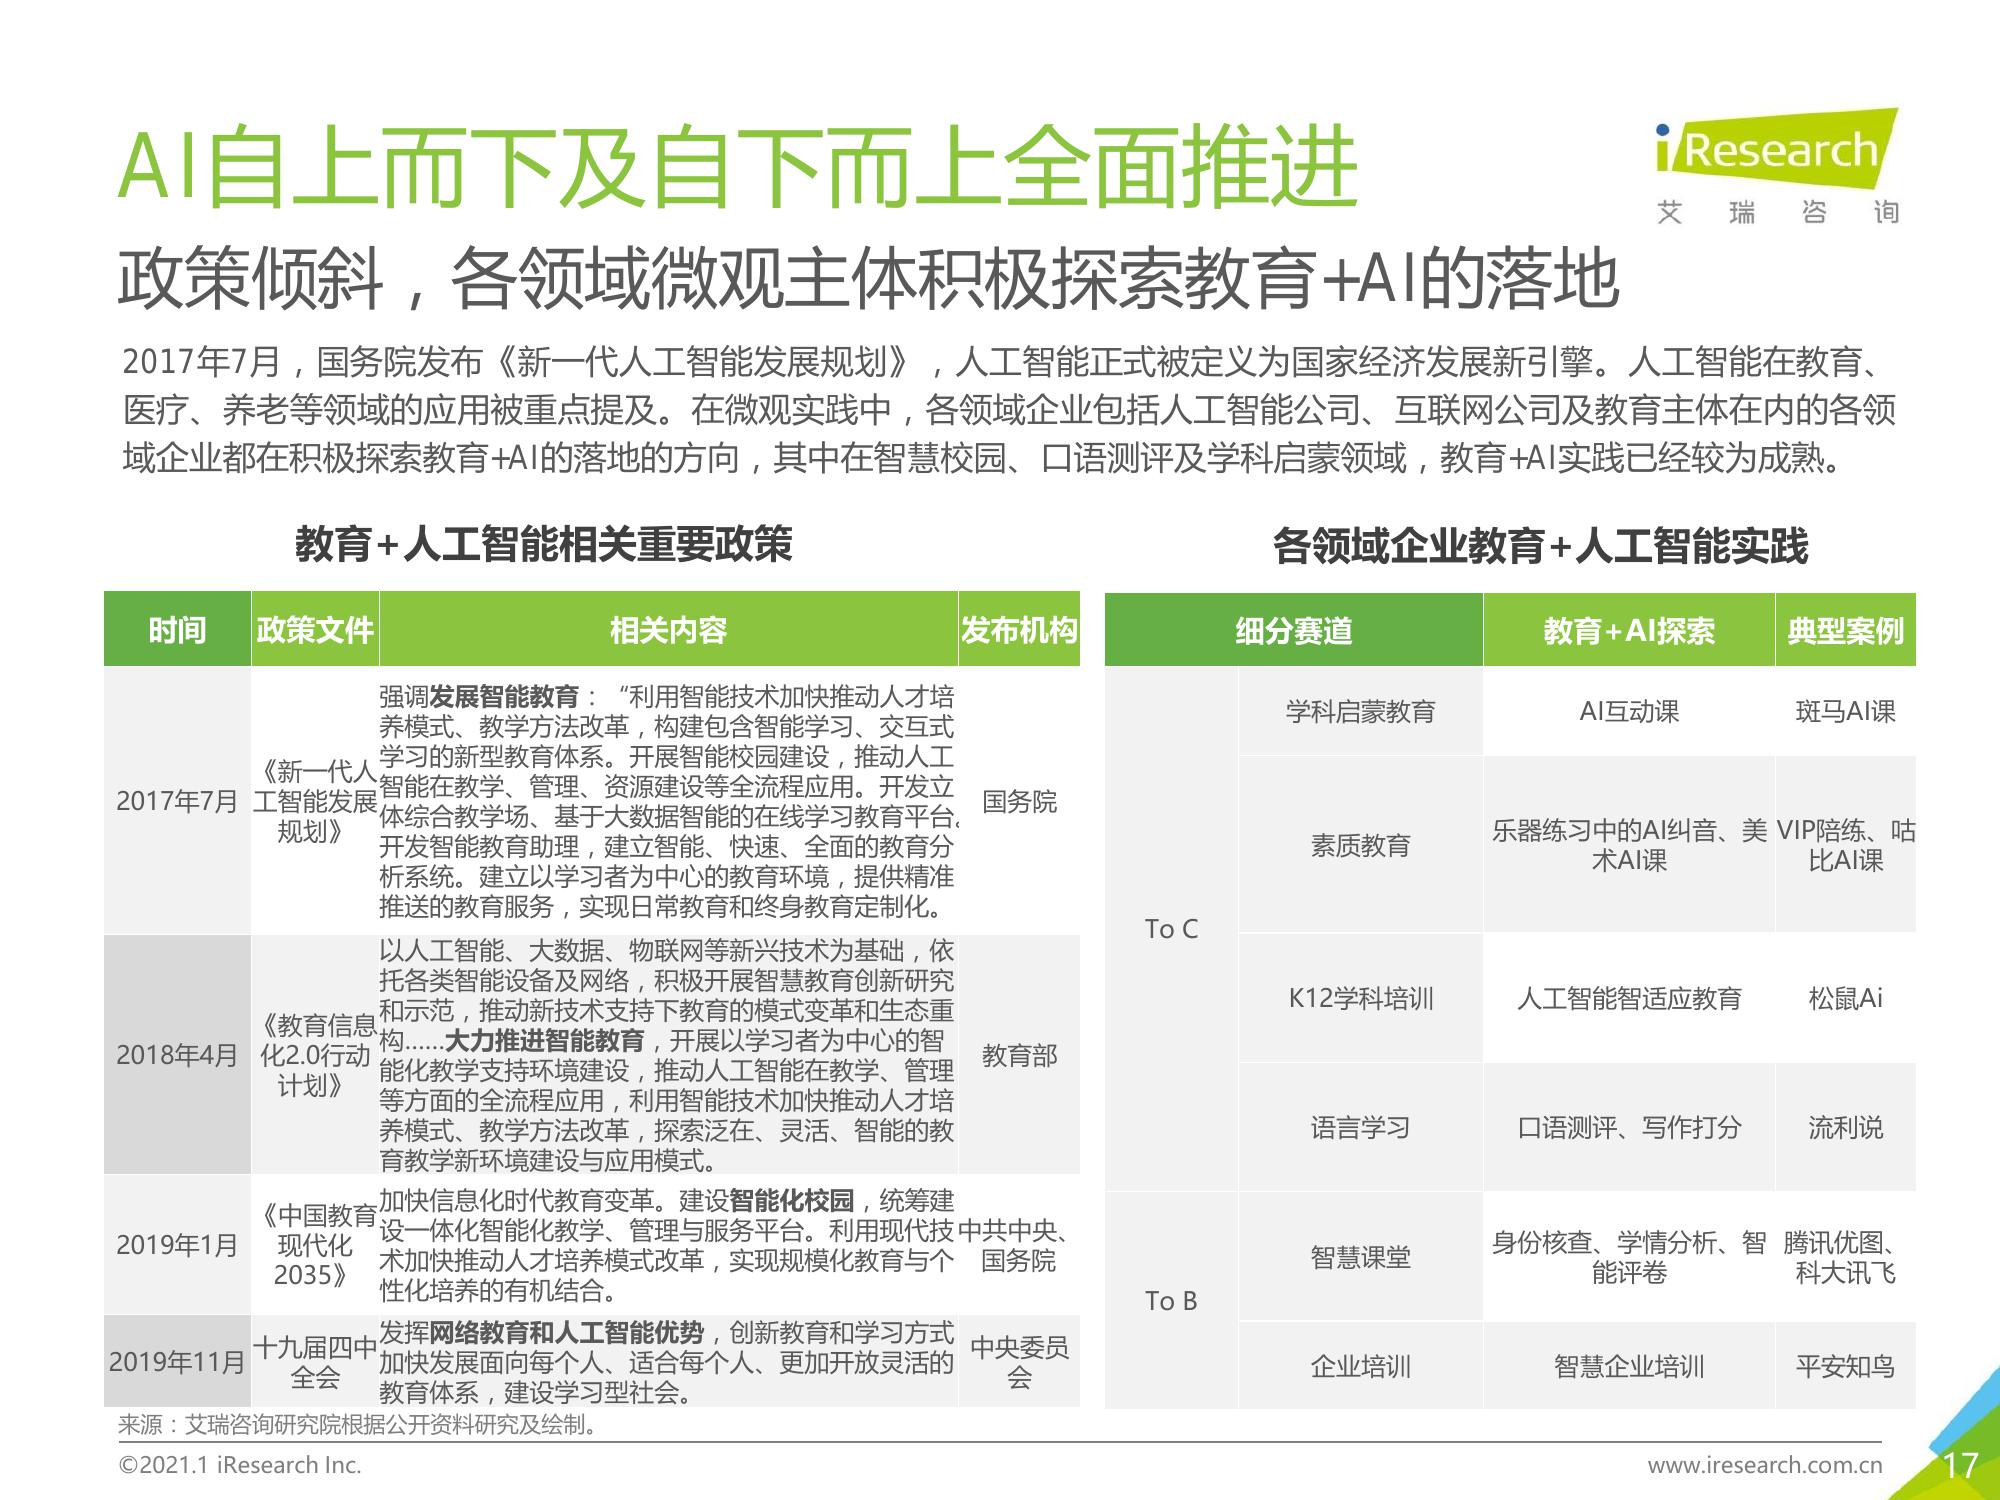 AI自上而下及自下而上全面推进
iResearch
艾瑞咨询
政策倾斜，各领域微观主体积极探索教育+AI的落地
2017年7月，国务院发布《新一代人工智能发展规划》，人工智能正式被定义为国家经济发展新引擎。人工智能在教育、
医疗、养老等领域的应用被重点提及。在微观实践中，各领域企业包括人工智能公司、互联网公司及教育主体在内的各领
域企业都在积极探索教育+AI的落地的方向，其中在智慧校园、口语测评及学科启蒙领域，教育+AI实践已经较为成熟。
教育+人工智能相关重要政策
时间
政策文件
相关内容
发布机构
2017年7月
《新一代人
工智能发展
规划》
强调发展智能教育：“利用智能技术加快推动人才培
养模式、教学方法改革，构建包含智能学习、交互式
学习的新型教育体系。开展智能校园建设，推动人工
智能在教学、管理、资源建设等全流程应用。开发立
体综合教学场、基于大数据智能的在线学习教育平台。
开发智能教育助理，建立智能、快速、全面的教育分
析系统。建立以学习者为中心的教育环境，提供精准
推送的教育服务，实现日常教育和终身教育定制化。
国务院
2018年4月
《教育信息
化2.0行动
计划》
以人工智能、大数据、物联网等新兴技术为基础，依
托各类智能设备及网络，积极开展智慧教育创新研究
和示范，推动新技术支持下教育的模式变革和生态重
构……大力推进智能教育，开展以学习者为中心的智
能化教学支持环境建设，推动人工智能在教学、管理
等方面的全流程应用，利用智能技术加快推动人才培
养模式、教学方法改革，探索泛在、灵活、智能的教
育教学新环境建设与应用模式。
教育部
2019年1月
《中国教育
现代化
2035》
加快信息化时代教育变革。建设智能化校园，统筹建
设一体化智能化教学、管理与服务平台。利用现代技
术加快推动人才培养模式改革，实现规模化教育与个
性化培养的有机结合。
中共中央、
国务院
2019年11月
十九届四中
全会
发挥网络教育和人工智能优势，创新教育和学习方式
加快发展面向每个人、适合每个人、更加开放灵活的
教育体系，建设学习型社会。
中央委员
会
各领域企业教育+人工智能实践
细分赛道
教育+AI探索
典型案例
To C
学科启蒙教育
AI互动课
斑马AI课
素质教育
乐器练习中的AI纠音、美
术AI课
VIP陪练、咕
比AI课
K12学科培训
人工智能智适应教育
松鼠Ai
语言学习
口语测评、写作打分
流利说
To B
智慧课堂
身份核查、学情分析、智
能评卷
腾讯优图、
科大讯飞
企业培训
智慧企业培训
平安知鸟
来源：艾瑞咨询研究院根据公开资料研究及绘制。
©2021.1 iResearch Inc.
www.iresearch.com.cn
17